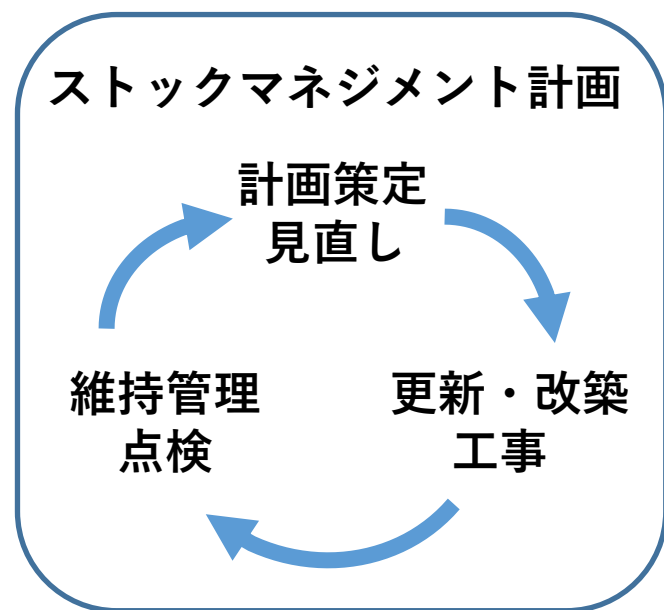 ストックマネジメント計画
計画策定
見直し
維持管理
点検
更新・改築
工事